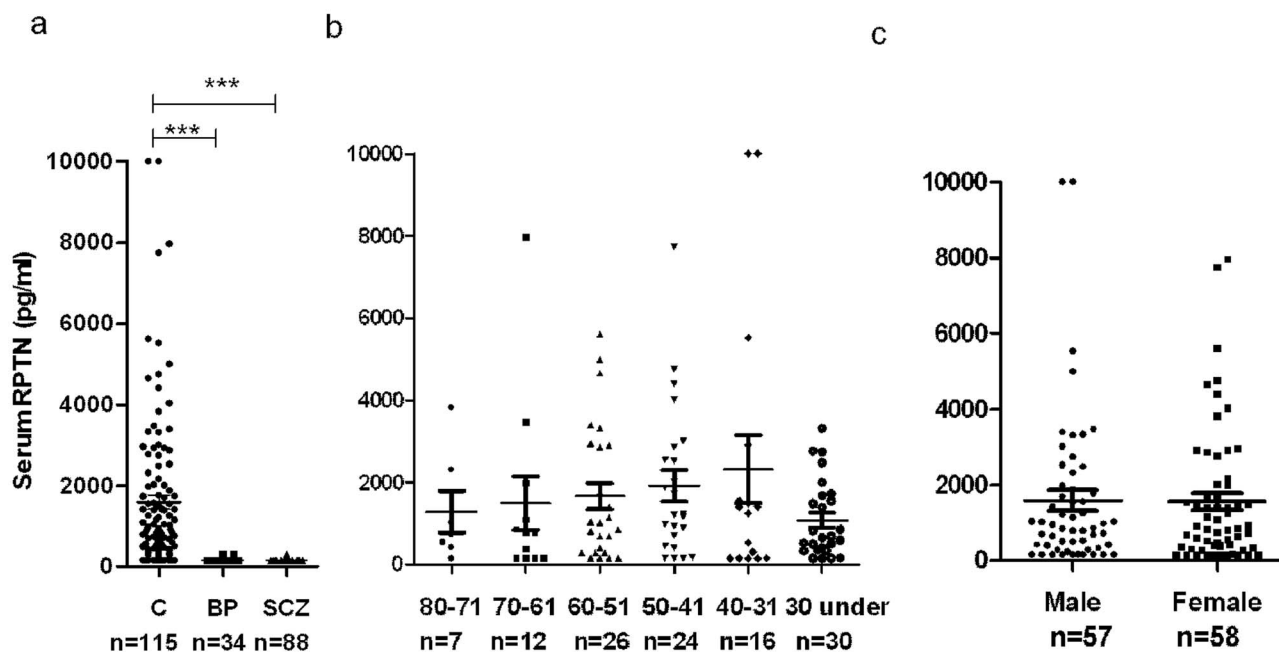 a
***
***
10000
8000
6000
4000
2000
0
Serum RPTN (pg/ml)
C BP SCZ
n=115 n=34 n=88
b
10000
8000
6000
4000
2000
0
80-71 70-61 60-51 50-41 40-31 30 under
n=7 n=12 n=26 n=24 n=16 n=30
c
10000
8000
6000
4000
2000
0
Male Female
n=57 n=58